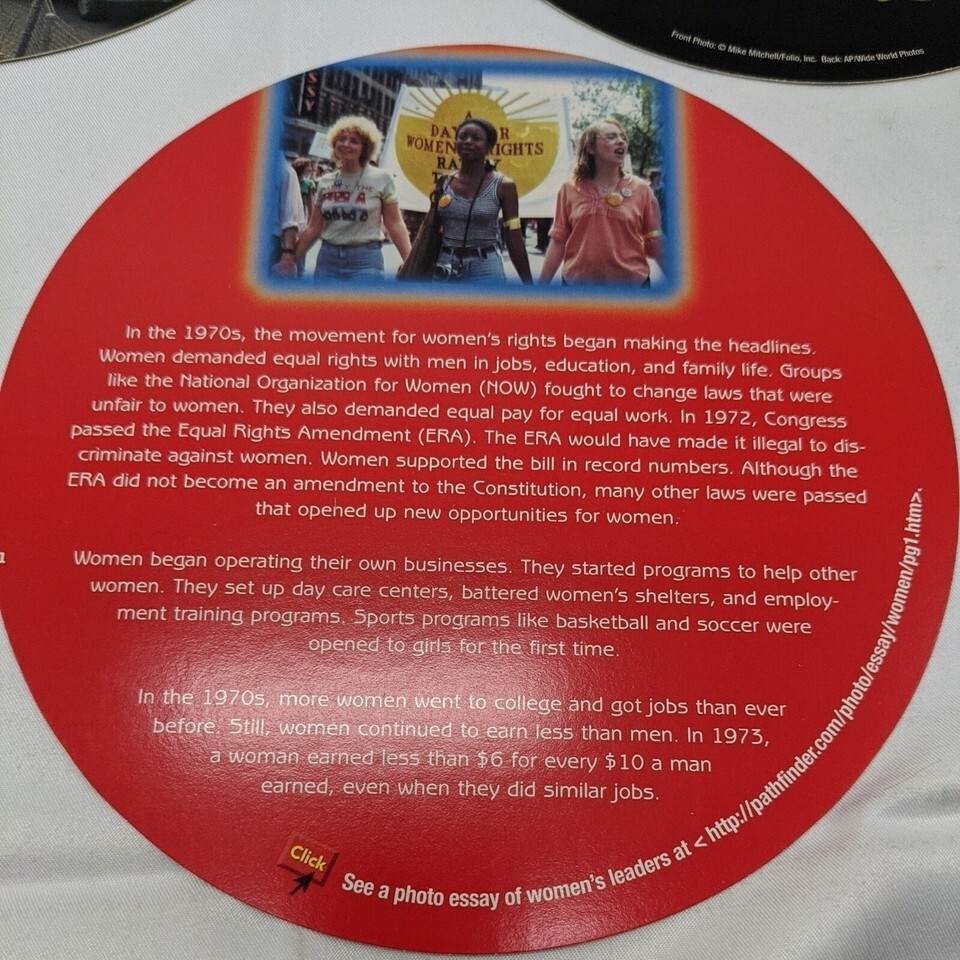 Front Photo: © Mike Mitchell/Folio, Inc. Back: AP/Wide World Photos
SSY
A
DAY OR
WOMEN IGHTS
In the 1970s, the movement for women's rights began making the headlines.
Women demanded equal rights with men in jobs, education, and family life. Groups
like the National Organization for Women (NOW) fought to change laws that were
unfair to women. They also demanded equal pay for equal work. In 1972, Congress
passed the Equal Rights Amendment (ERA). The ERA would have made it illegal to dis-
criminate against women. Women supported the bill in record numbers. Although the
ERA did not become an amendment to the Constitution, many other laws were passed
that opened up new opportunities for women.
1
Women began operating their own businesses. They started programs to help other
women. They set up day care centers, battered women's shelters, and employ-
ment training programs. Sports programs like basketball and soccer were
opened to girls for the first time.
In the 1970s, more women went to college and got jobs than ever
before. Still, women continued to earn less than men. In 1973,
a woman earned less than $6 for every $10 a man
earned, even when they did similar jobs.
Click
See a photo essay of women's leaders at < http://pathfinder.com/photo/essay/women/pg1.htm>.